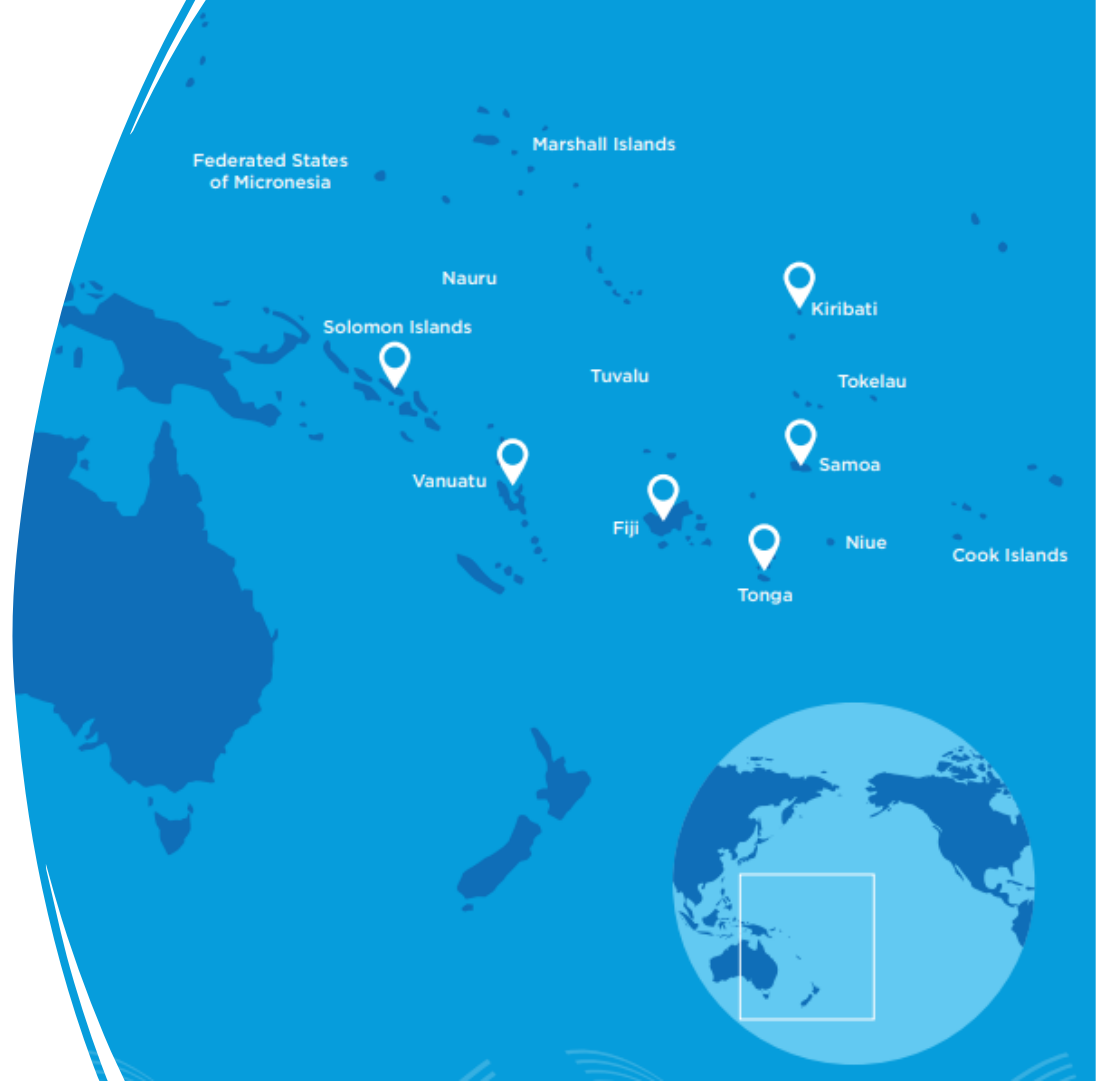 Marshall Islands
Federated States
of Micronesia
Nauru
Kiribati
Solomon Islands
Tuvalu
Tokelau
Samoa
Vanuatu
Fiji
Niue
Cook Islands
Tonga